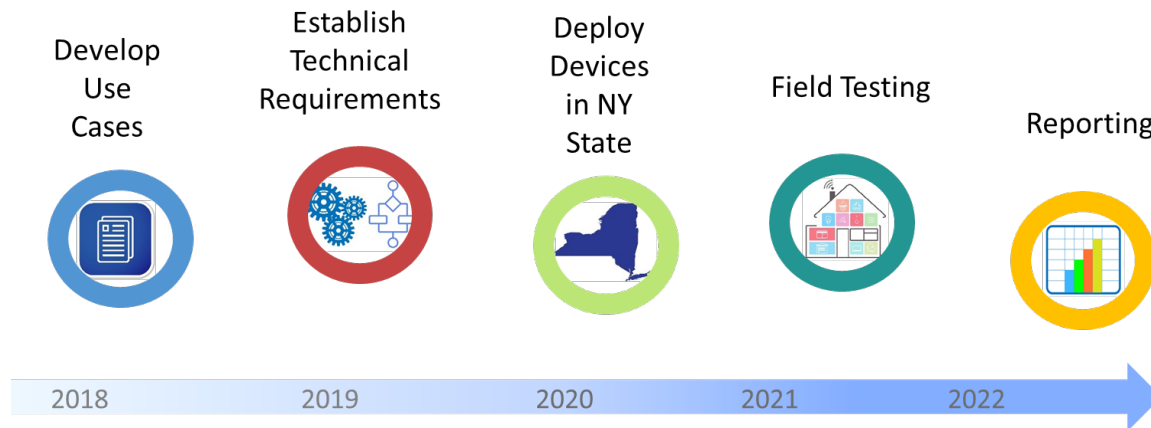 Develop
Use
Cases
Establish
Technical
Requirements
Deploy
Devices
in NY
State
Field Testing
Reporting
2018
2019
2020
2021
2022